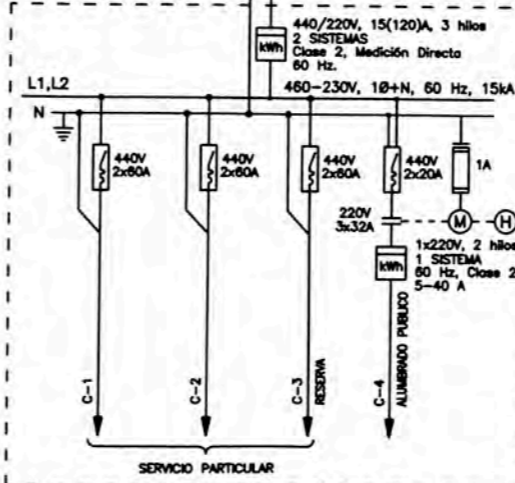 440/220V, 15(120)A, 3 hilos
2 SISTEMAS
Clase 2, Medición Directa
60 Hz.
kWh
L1,L2
460-230V, 1Ø+N, 60 Hz, 15kA
N
440V
2x60A
440V
2x60A
440V
2x60A
440V
2x20A
1A
220V
3x32A
M
H
kWh
1x220V, 2 hilos
1 SISTEMA
60 Hz, Clase 2
5-40 A
C-1
C-2
C-3
RESERVA
C-4
ALUMBRADO PUBLICO
SERVICIO PARTICULAR